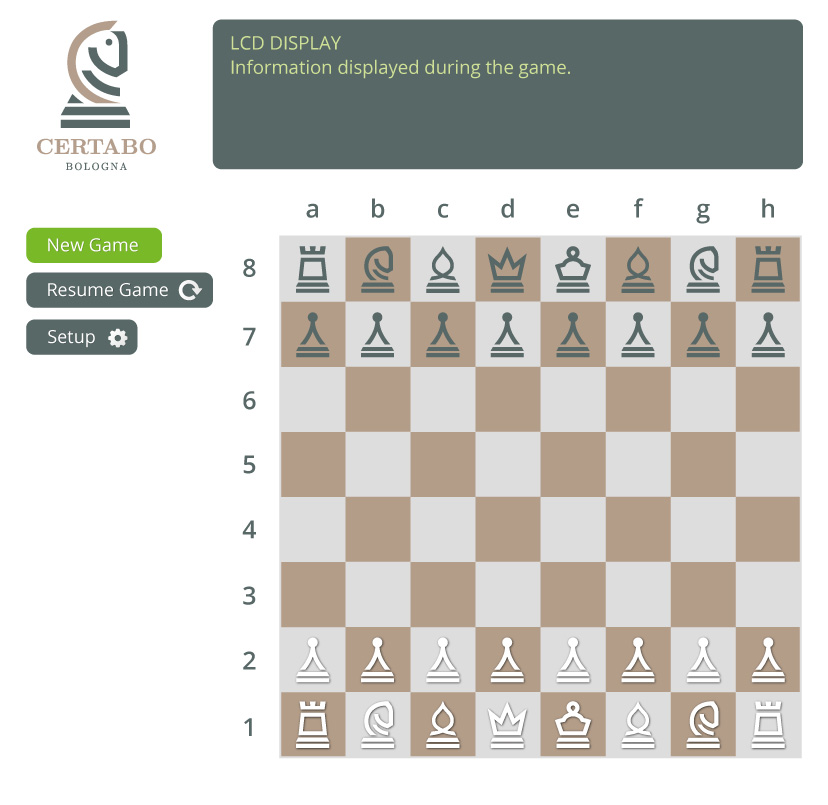 CERTABO
BOLOGNA
LCD DISPLAY
Information displayed during the game.
New Game
Resume Game
Setup
a b c d e f g h
8
7
6
5
4
3
2
1